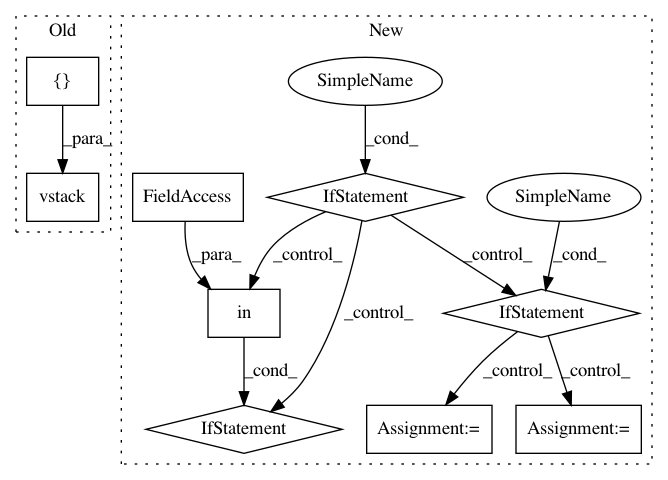 Old
New
{}
SimpleName
_para_
_cond_
vstack
FieldAccess
IfStatement
SimpleName
_para_
_control_
_control_
_cond_
in
_control_
IfStatement
_cond_
_control_
_control_
IfStatement
Assignment:=
Assignment:=